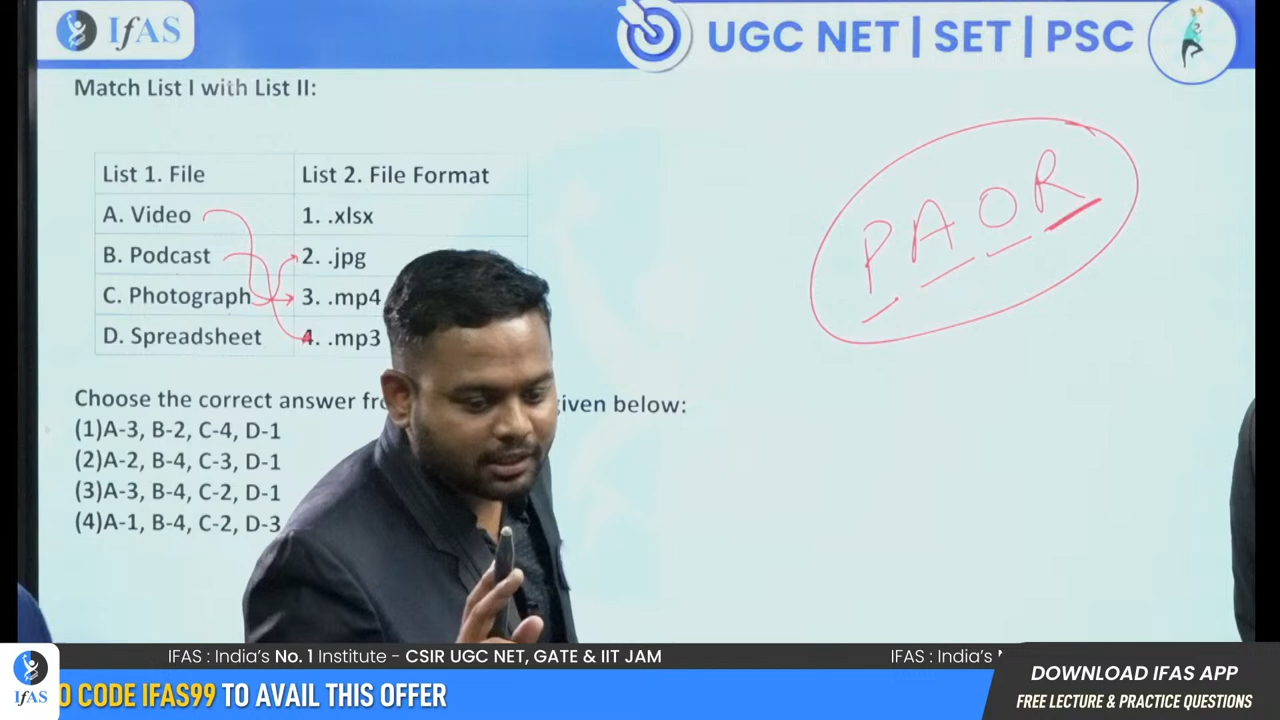 IfAS
UGC NET | SET | PSC
Match List I with List II:
List 1. File List 2. File Format
A. Video 1. .xlsx
B. Podcast 2. .jpg
C. Photograph 3. .mp4
D. Spreadsheet 4. .mp3
PAOR
Choose the correct answer given below:
(1)A-3, B-2, C-4, D-1
(2)A-2, B-4, C-3, D-1
(3)A-3, B-4, C-2, D-1
(4)A-1, B-4, C-2, D-3
IFAS : India's No. 1 Institute - CSIR UGC NET, GATE & IIT JAM IFAS : India's
IfAS
CODE IFAS99 TO AVAIL THIS OFFER
DOWNLOAD IFAS APP
FREE LECTURE & PRACTICE QUESTIONS